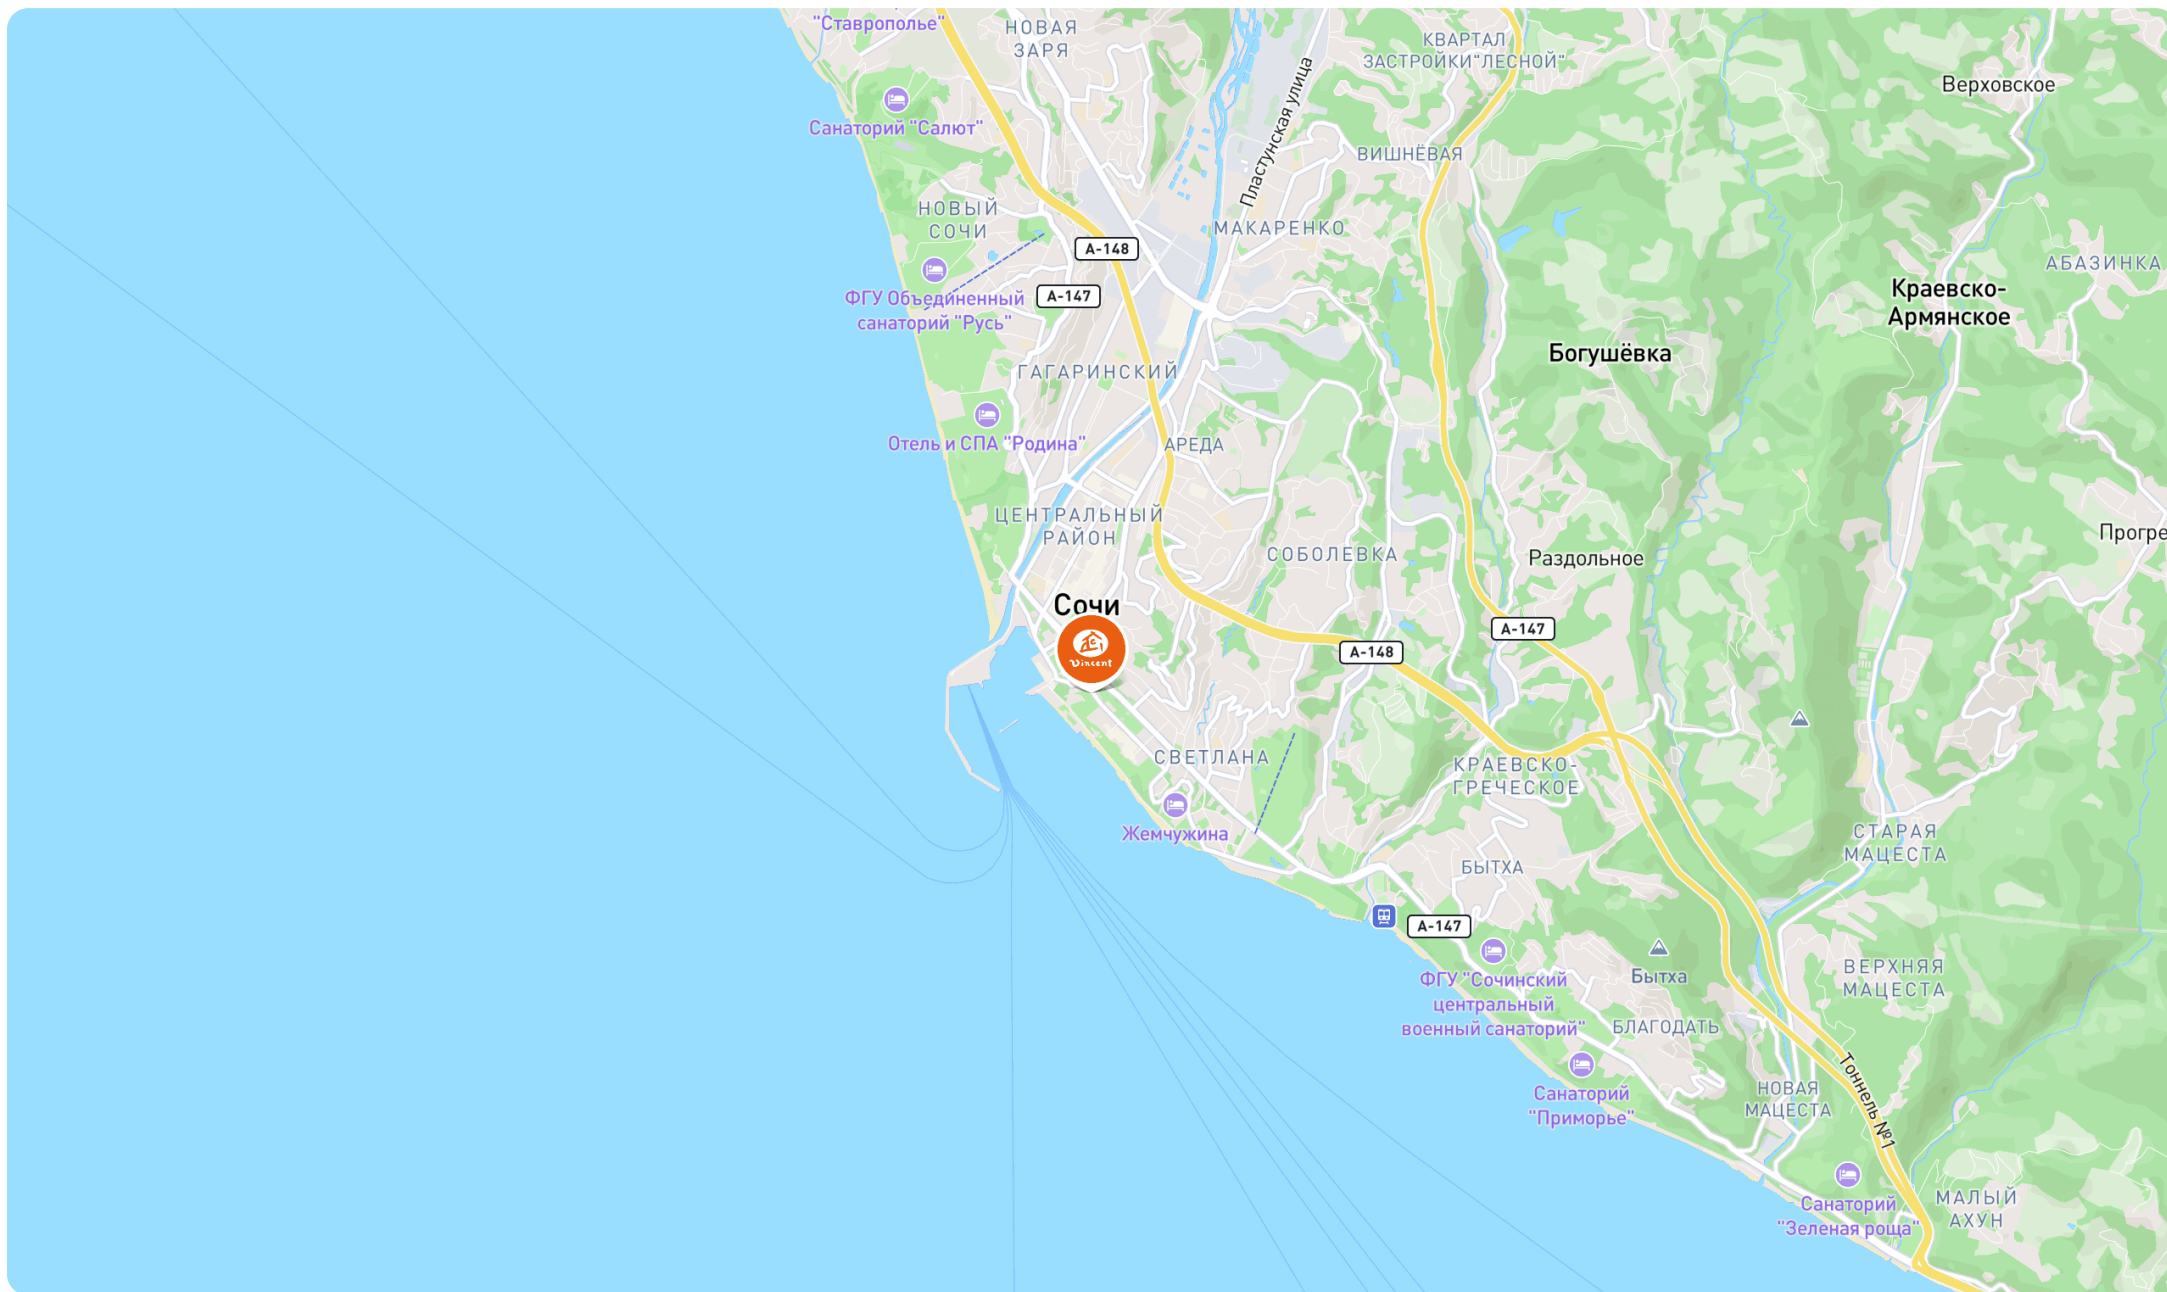 "Ставрополье"
НОВАЯ
ЗАРЯ
КВАРТАЛ
ЗАСТРОЙКИ"ЛЕСНОЙ"
Верховское
Санаторий "Салют"
Пластунская улица
ВИШНЁВАЯ
НОВЫЙ
СОЧИ
МАКАРЕНКО
А-148
АБАЗИНКА
А-147
ФГУ Объединенный
санаторий "Русь"
Краевско-
Армянское
Богушёвка
ГАГАРИНСКИЙ
Отель и СПА "Родина"
АРЕДА
ЦЕНТРАЛЬНЫЙ
РАЙОН
Прогре
СОБОЛЕВКА
Раздольное
Сочи
Vincent
А-147
А-148
СВЕТЛАНА
КРАЕВСКО-
ГРЕЧЕСКОЕ
Жемчужина
СТАРАЯ
МАЦЕСТА
БЫТХА
А-147
ФГУ "Сочинский
центральный
военный санаторий"
Бытха
ВЕРХНЯЯ
МАЦЕСТА
БЛАГОДАТЬ
Санаторий
"Приморье"
НОВАЯ
МАЦЕСТА
Тоннель №1
Санаторий
"Зеленая роща"
МАЛЫЙ
АХУН